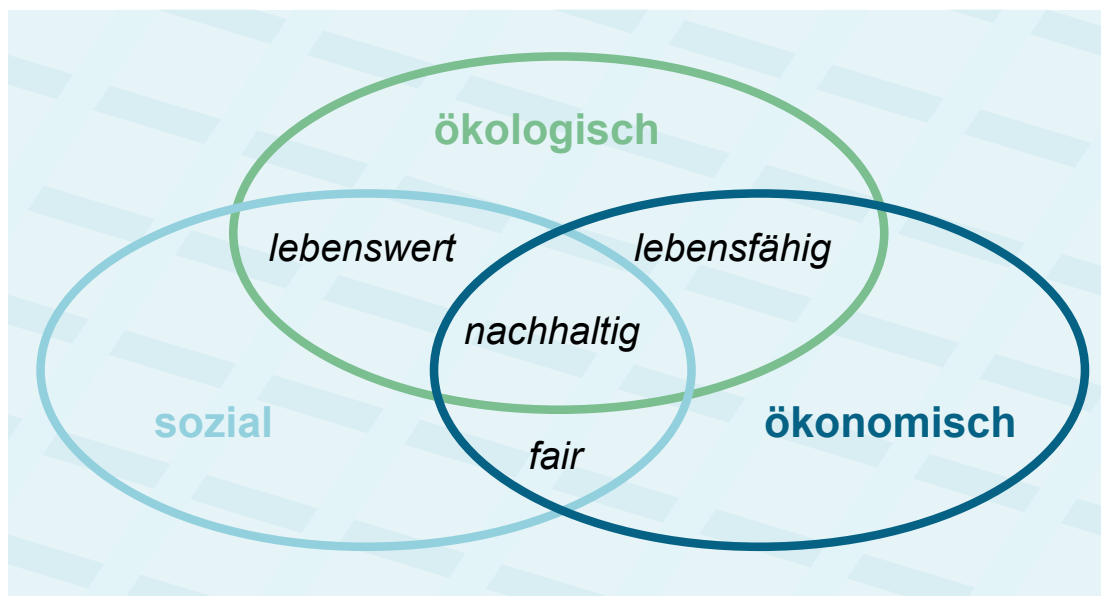 ökologisch
lebenswert
lebensfähig
nachhaltig
sozial
ökonomisch
fair